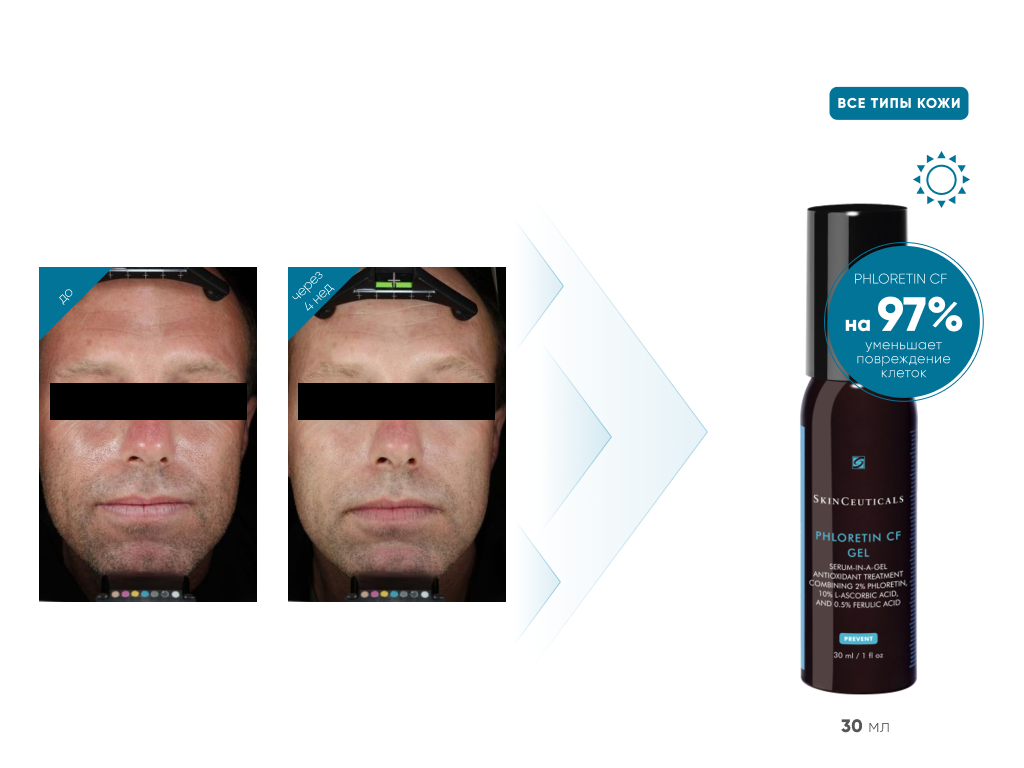 ВСЕ ТИПЫ КОЖИ
до
через
4 нед
PHLORETIN CF
на 97%
уменьшает
повреждение
клеток
SKINCEUTICALS
PHLORETIN CF
GEL
SERUM-IN-A-GEL
ANTIOXIDANT TREATMENT
COMBINING 2% PHLORETIN,
10% L-ASCORBIC ACID,
AND 0.5% FERULIC ACID
PREVENT
30 ml / 1 fl oz
30 мл